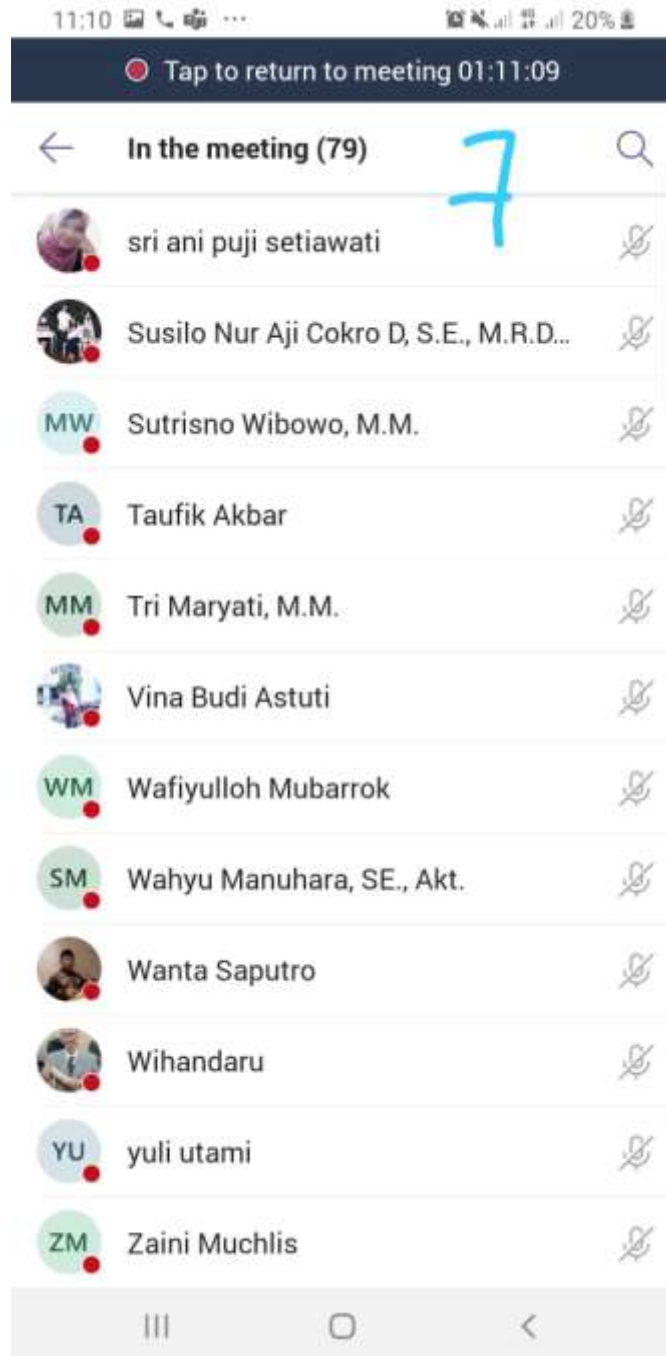 11:10 20%
Tap to return to meeting 01:11:09
In the meeting (79)
7
sri ani puji setiawati
Susilo Nur Aji Cokro D, S.E., M.R.D...
MW Sutrisno Wibowo, M.M.
TA Taufik Akbar
MM Tri Maryati, M.M.
Vina Budi Astuti
WM Wafiyulloh Mubarrok
SM Wahyu Manuhara, SE., Akt.
Wanta Saputro
Wihandaru
YU yuli utami
ZM Zaini Muchlis